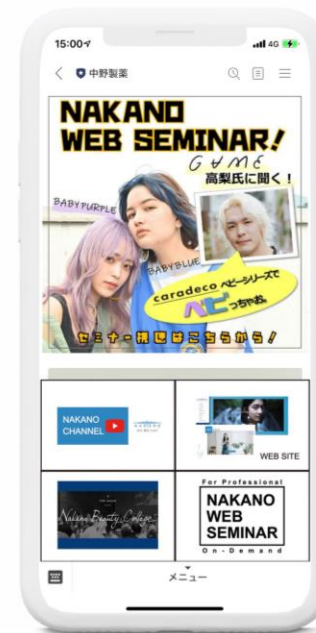 15:00
4G
中野製薬
NAKANO
WEB SEMINAR!
GAME
高梨氏に聞く!
BABY PURPLE
BABY BLUE
caradeco ベビーシリーズで
ベビっちゃお。
セミナー視聴はこちらから!
NAKANO
CHANNEL
WEB SITE
Nakano Beauty College
For Professional
NAKANO
WEB
SEMINAR
On-Demand
メニュー